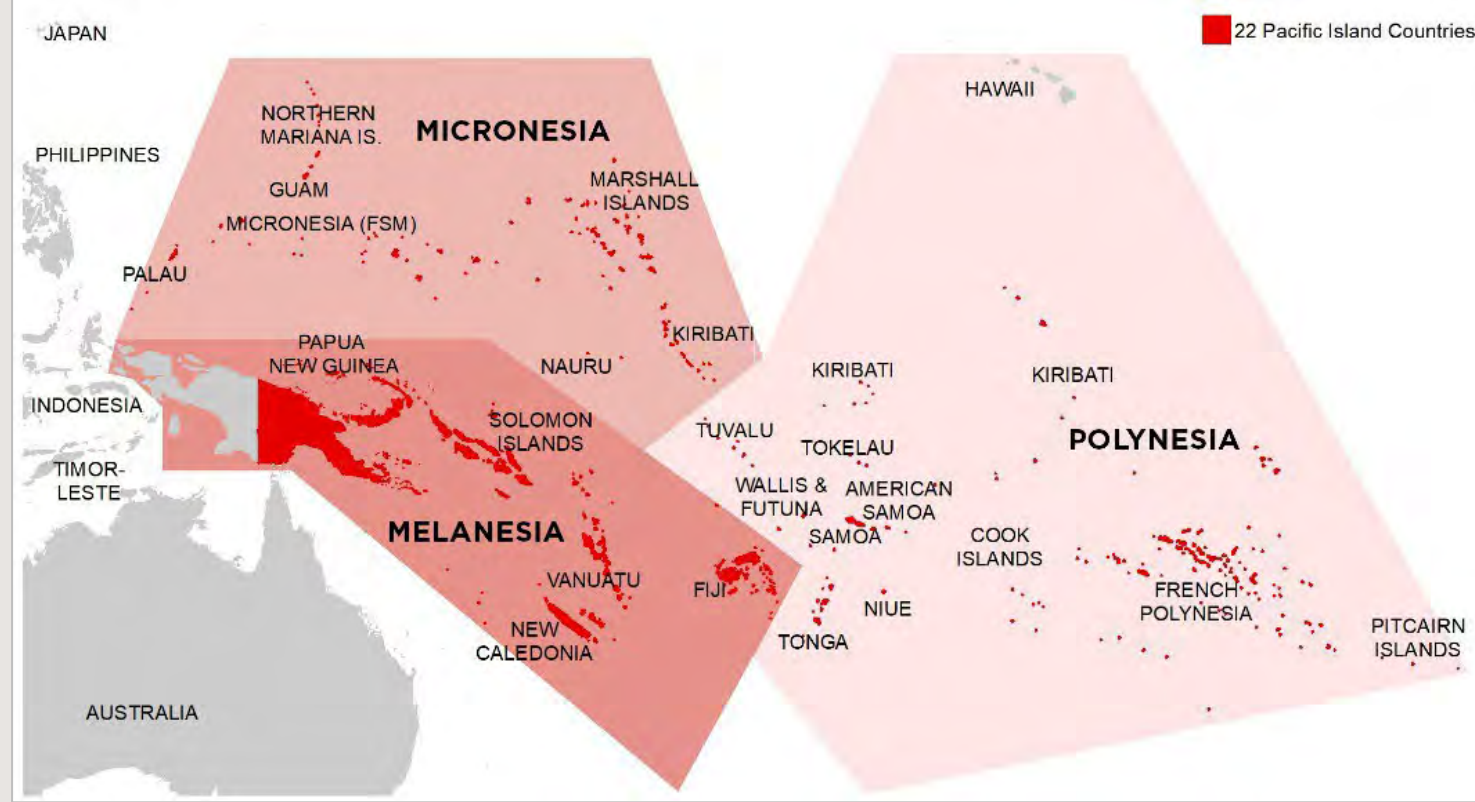 JAPAN
22 Pacific Island Countries
HAWAII
NORTHERN
MARIANA IS.
MICRONESIA
PHILIPPINES
GUAM
MARSHALL
ISLANDS
MICRONESIA (FSM)
PALAU
KIRIBATI
PAPUA
NEW GUINEA
NAURU
KIRIBATI
KIRIBATI
INDONESIA
SOLOMON
ISLANDS
TUVALU
TOKELAU
POLYNESIA
TIMOR-
LESTE
WALLIS &
FUTUNA
AMERICAN
SAMOA
SAMOA
COOK
ISLANDS
MELANESIA
VANUATU
FIJI
NIUE
FRENCH
POLYNESIA
NEW
CALEDONIA
TONGA
PITCAIRN
ISLANDS
AUSTRALIA